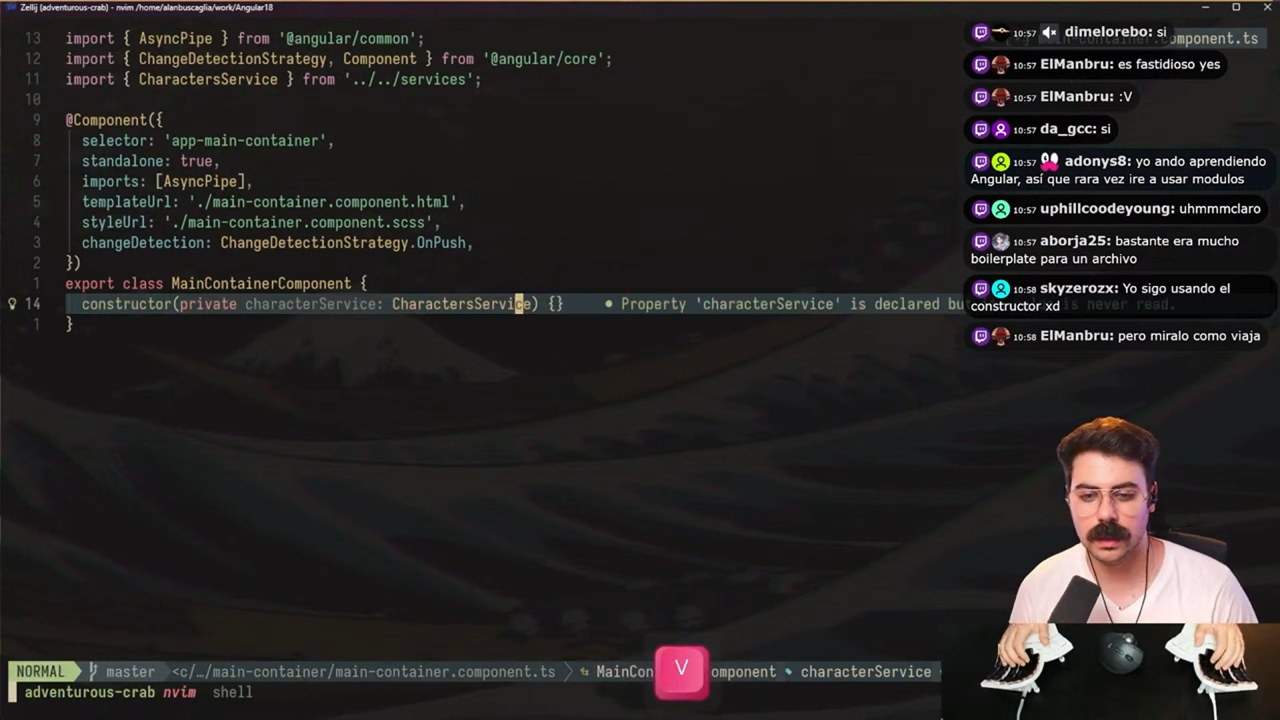 Zellij (adventurous-crab) - nvim /home/alanbuscaglia/work/Angular18
13 import { AsyncPipe } from '@angular/common';
12 import { ChangeDetectionStrategy, Component } from '@angular/core';
11 import { CharactersService } from '../../services';
10
9 @Component({
8 selector: 'app-main-container',
7 standalone: true,
6 imports: [AsyncPipe],
5 templateUrl: './main-container.component.html',
4 styleUrl: './main-container.component.scss',
3 changeDetection: ChangeDetectionStrategy.OnPush,
2 })
1 export class MainContainerComponent {
14 constructor(private characterService: CharactersService) {} ● Property 'characterService' is declared but is never read.
1 }
component.ts
10:57 dimelorebo: si
10:57 ElManbru: es fastidioso yes
10:57 ElManbru: :V
10:57 da_gcc: si
10:57 adonys8: yo ando aprendiendo
Angular, así que rara vez ire a usar modulos
10:57 uphillcoodeyoung: uhmmmclaro
10:57 aborja25: bastante era mucho
boilerplate para un archivo
10:58 skyzerozx: Yo sigo usando el
constructor xd
10:58 ElManbru: pero miralo como viaja
V
NORMAL master <c/…/main-container/main-container.component.ts MainCon omponent characterService
adventurous-crab nvim shell